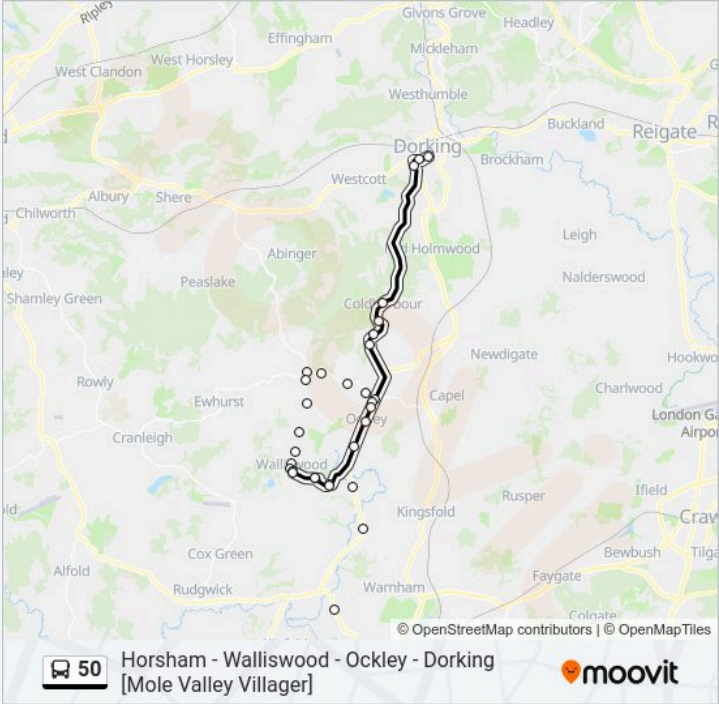 Ripley
Givons Grove
Headley
Effingham
Mickleham
West Horsley
West Clandon
Westhumble
Buckland
Reigate
Dorking
Brockham
Westcott
Albury
Shere
Chilworth
Leigh
Holmwood
Abinger
Nalderswood
Peaslake
Shamley Green
Newdigate
Hookwo
Rowly
Charlwood
Ewhurst
Capel
London Ga
Airpor
Cranleigh
Ockley
Walliswood
Ifield
Rusper
Kingsfold
Craw
Cox Green
Bewbush
Tilga
Alfold
Faygate
Rudgwick
Warnham
Colgate
© OpenStreetMap contributors | © OpenMapTiles
50
Horsham - Walliswood - Ockley - Dorking
[Mole Valley Villager]
moovit